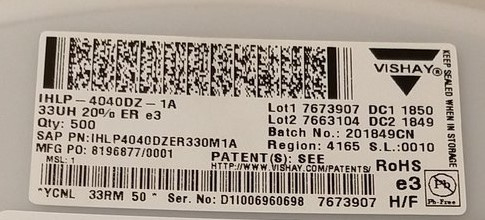 VISHAY®
KEEP SEALED WHEN IN STORAGE
IHLP-4040DZ-1A
33UH 20% ER e3
Qty: 500
SAP PN:IHLP4040DZER330M1A
MFG PO: 8196877/0001
MSL: 1
Lot1 7673907 DC1 1850
Lot2 7663104 DC2 1849
Batch No.: 201849CN
Region: 4165 S.L.:0010
PATENT(S): SEE
HTTP://WWW.VISHAY.COM/PATENTS/
RoHS
e3
Pb
Pb-Free
H/F
*YCNL 33RM 50* Ser. No: D1I006960698 7673907